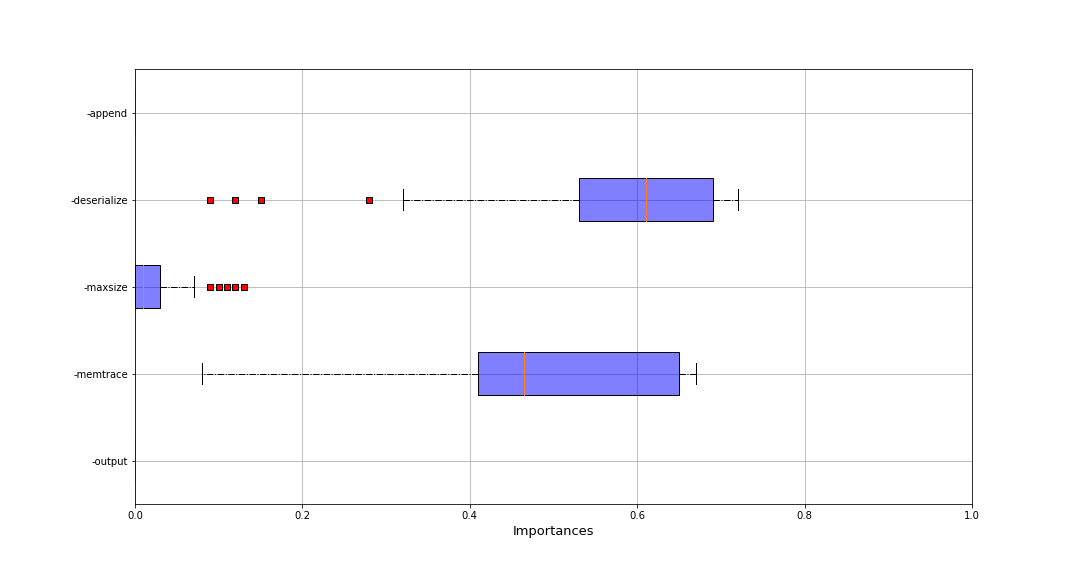 -append
-deserialize
-maxsize
-memtrace
-output
0.0 0.2 0.4 0.6 0.8 1.0
Importances